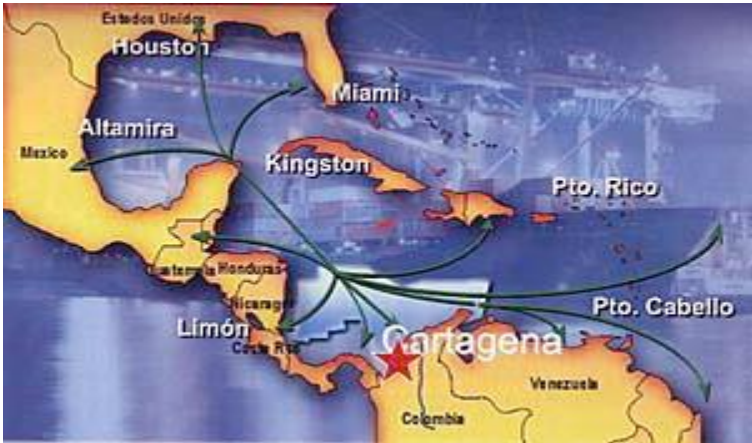 Estados Unidos
Houston
Miami
Altamira
Mexico
Kingston
Pto. Rico
Guatemala
Honduras
Nicaragua
Pto. Cabello
Limón
Costa Rica
Cartagena
Venezuela
Colombia